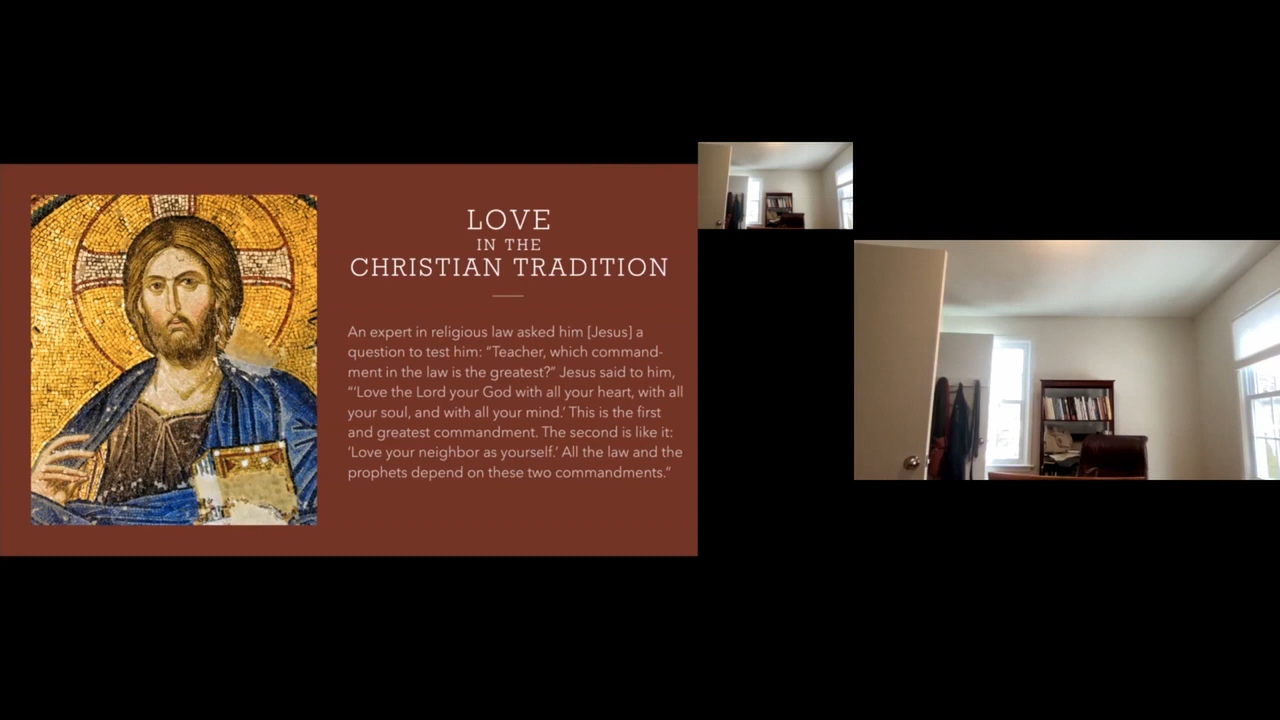 LOVE
IN THE
CHRISTIAN TRADITION
An expert in religious law asked him [Jesus] a
question to test him: “Teacher, which command-
ment in the law is the greatest?” Jesus said to him,
“‘Love the Lord your God with all your heart, with all
your soul, and with all your mind.’ This is the first
and greatest commandment. The second is like it:
‘Love your neighbor as yourself.’ All the law and the
prophets depend on these two commandments.”